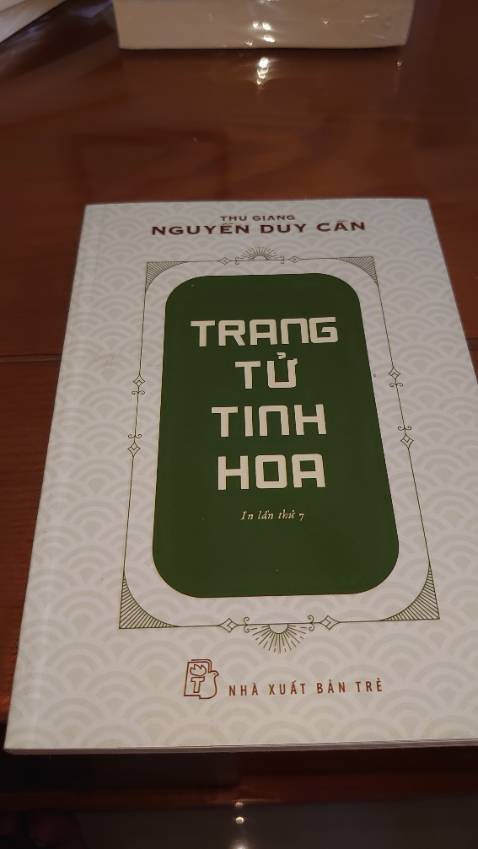 THU GIANG
NGUYỄN DUY CẦN
TRANG
TỬ
TINH
HOA
In lần thứ 7
T
NHÀ XUẤT BẢN TRẺ